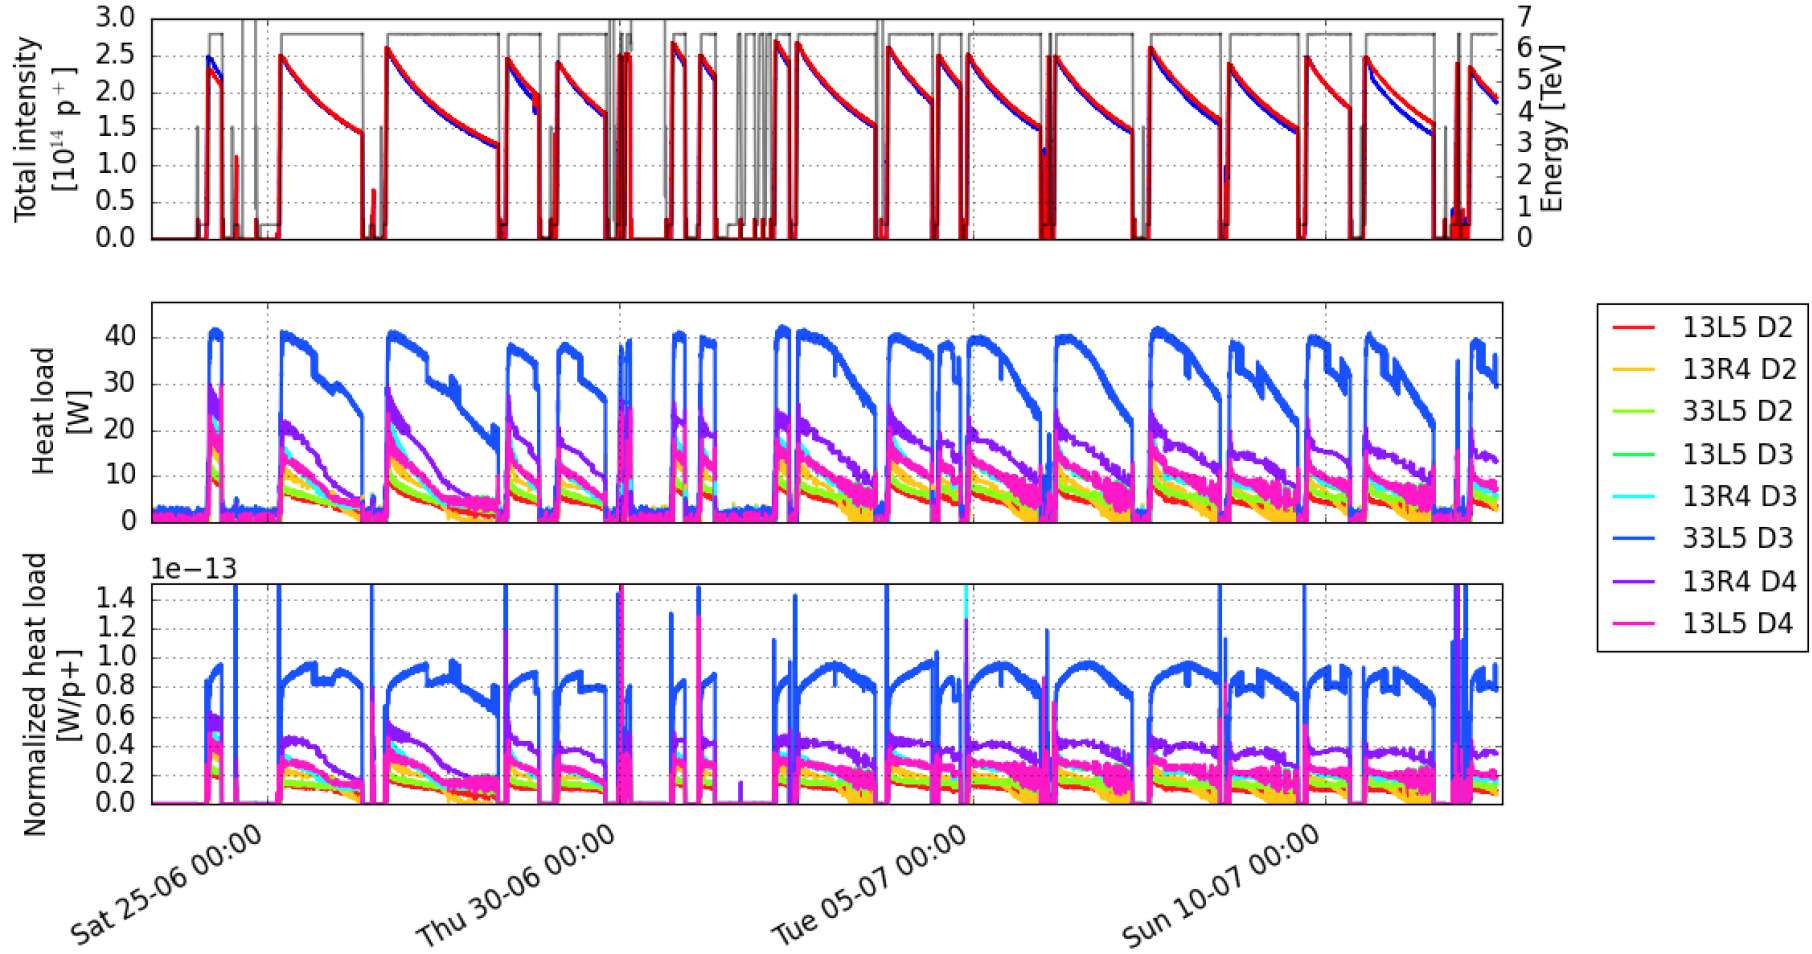 3.0
2.5
2.0
1.5
1.0
0.5
0.0
Total intensity
[10¹⁴ p⁺]
7
6
5
4
3
2
1
0
Energy [TeV]
40
30
20
10
0
Heat load
[W]
13L5 D2
13R4 D2
33L5 D2
13L5 D3
13R4 D3
33L5 D3
13R4 D4
13L5 D4
1e−13
1.4
1.2
1.0
0.8
0.6
0.4
0.2
0.0
Normalized heat load
[W/p+]
Sat 25-06 00:00
Thu 30-06 00:00
Tue 05-07 00:00
Sun 10-07 00:00